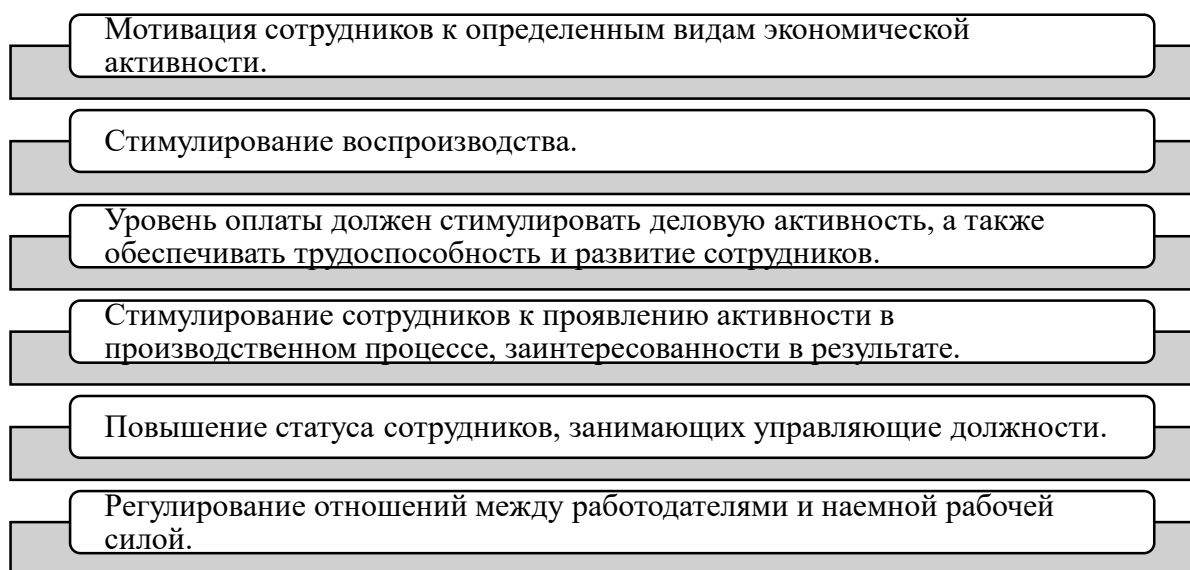 Мотивация сотрудников к определенным видам экономической
активности.
Стимулирование воспроизводства.
Уровень оплаты должен стимулировать деловую активность, а также
обеспечивать трудоспособность и развитие сотрудников.
Стимулирование сотрудников к проявлению активности в
производственном процессе, заинтересованности в результате.
Повышение статуса сотрудников, занимающих управляющие должности.
Регулирование отношений между работодателями и наемной рабочей
силой.